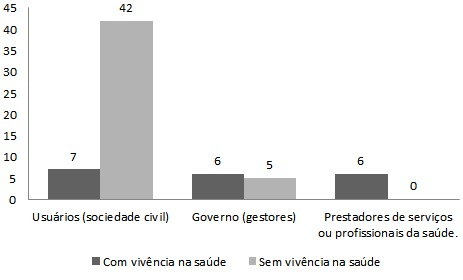 45
40
35
30
25
20
15
10
5
0
7
42
6
5
6
0
Usuários (sociedade civil)
Governo (gestores)
Prestadores de serviços
ou profissionais da saúde.
Com vivência na saúde
Sem vivência na saúde